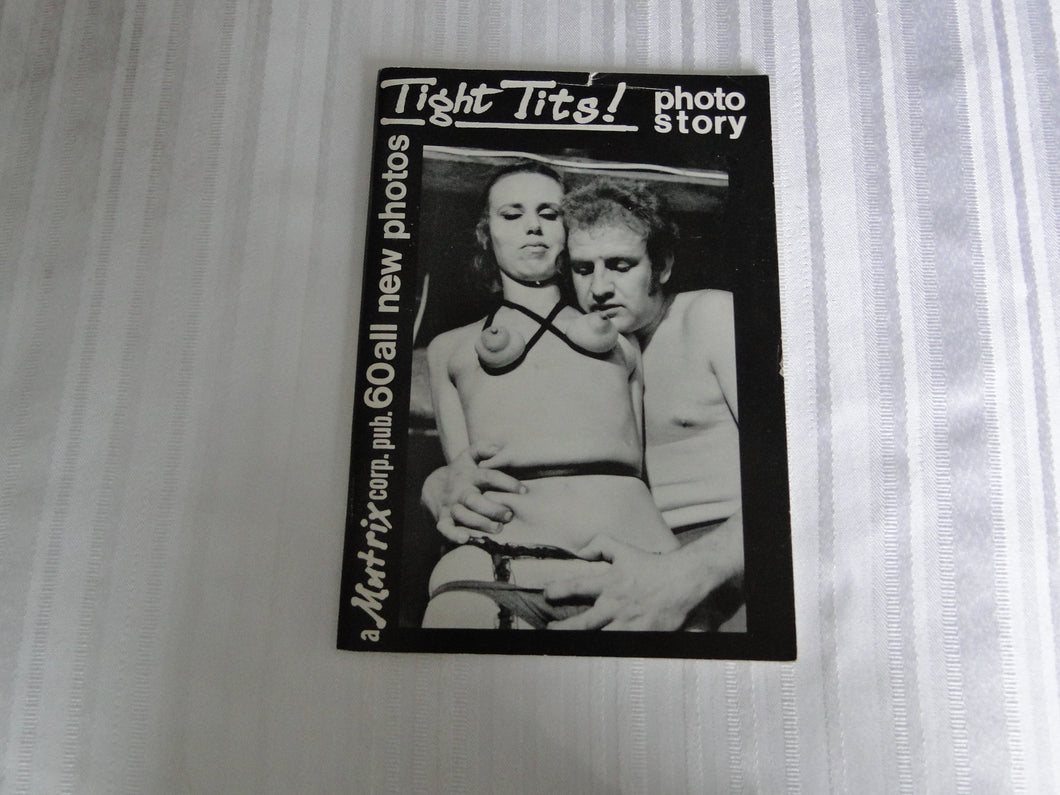 Tight Tits!
photo
story
a Mutrix corp. pub. 60 all new photos